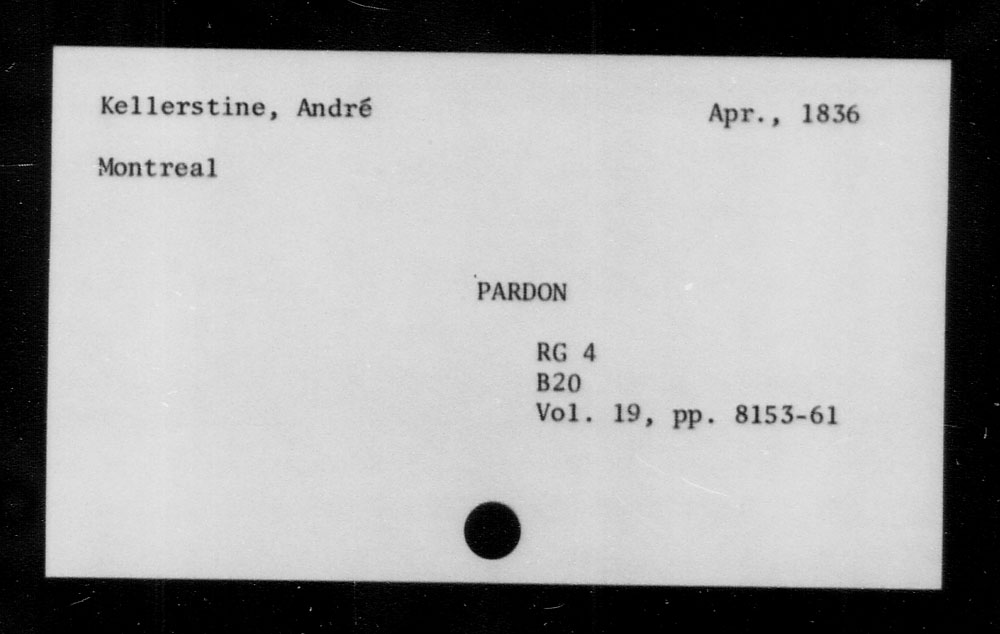 Kellerstine, André Apr., 1836
Montreal
PARDON
RG 4
B20
Vol. 19, pp. 8153-61